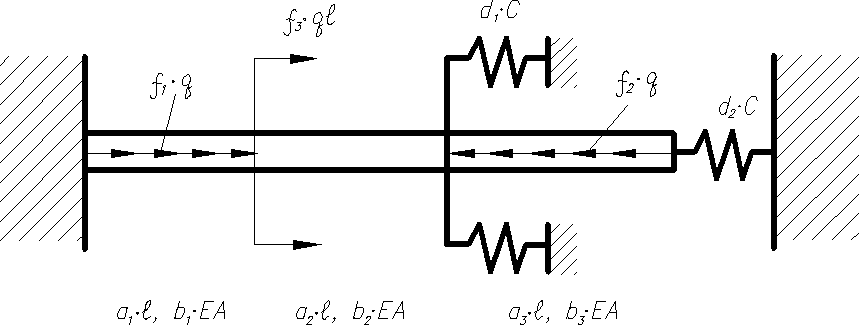 f₃·qℓ
d₁·C
f₁·q
f₂·q
d₂·C
a₁·ℓ, b₁·EA
a₂·ℓ, b₂·EA
a₃·ℓ, b₃·EA